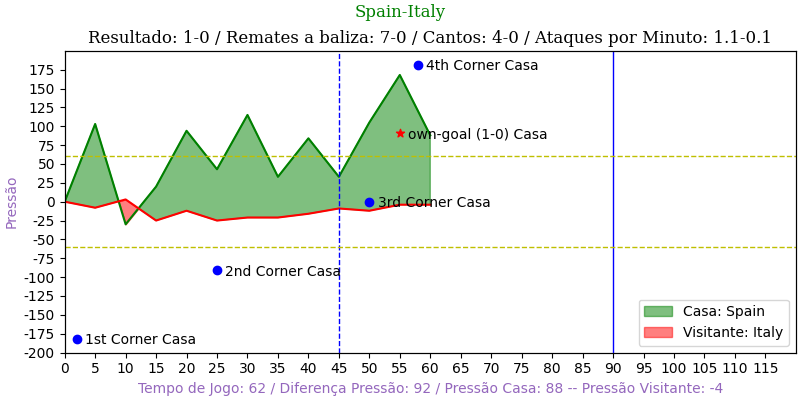 Spain-Italy
Resultado: 1-0 / Remates a baliza: 7-0 / Cantos: 4-0 / Ataques por Minuto: 1.1-0.1
Pressão
175
150
125
100
75
50
25
0
-25
-50
-75
-100
-125
-150
-175
-200
4th Corner Casa
own-goal (1-0) Casa
3rd Corner Casa
2nd Corner Casa
1st Corner Casa
Casa: Spain
Visitante: Italy
0 5 10 15 20 25 30 35 40 45 50 55 60 65 70 75 80 85 90 95 100 105 110 115
Tempo de Jogo: 62 / Diferença Pressão: 92 / Pressão Casa: 88 -- Pressão Visitante: -4